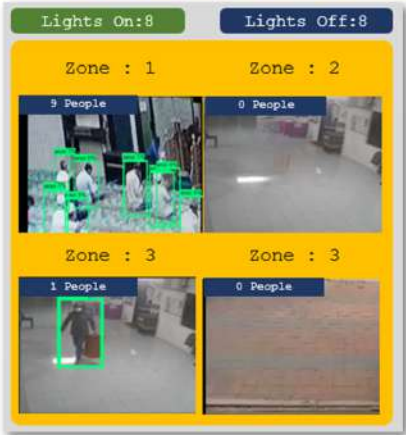 Lights On:8
Lights Off:8
Zone : 1
Zone : 2
9 People
0 People
Zone : 3
Zone : 3
1 People
0 People